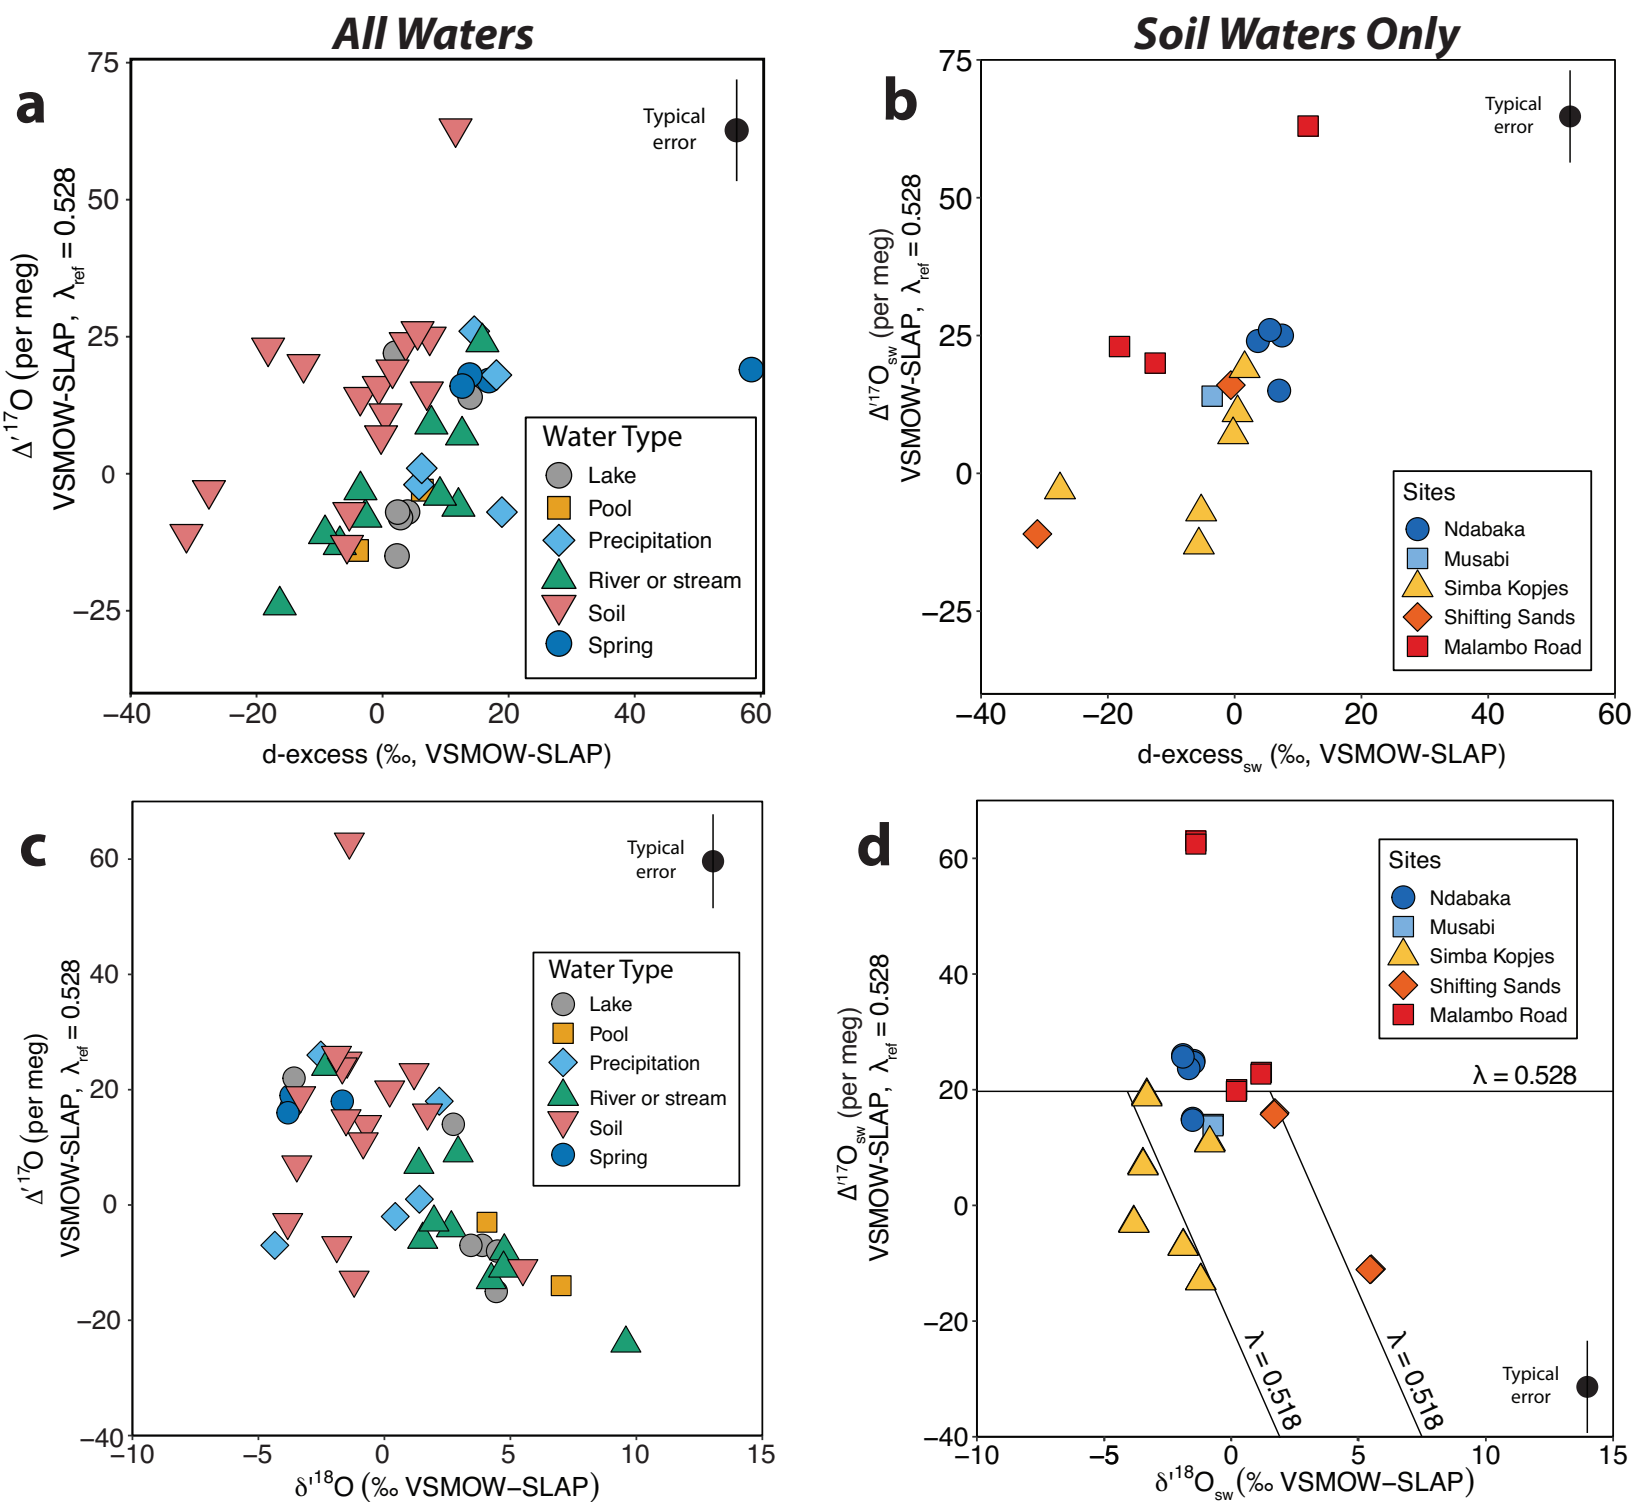 All Waters
Soil Waters Only
a
75
50
25
0
−25
−40
−20
0
20
40
60
Δ′17O (per meg)
VSMOW-SLAP, λref = 0.528
d-excess (‰, VSMOW-SLAP)
Typical
error
Water Type
Lake
Pool
Precipitation
River or stream
Soil
Spring
b
75
50
25
0
−25
−40
−20
0
20
40
60
Δ′17Osw (per meg)
VSMOW-SLAP, λref = 0.528
d-excesssw (‰, VSMOW-SLAP)
Typical
error
Sites
Ndabaka
Musabi
Simba Kopjes
Shifting Sands
Malambo Road
c
60
40
20
0
−20
−40
−10
−5
0
5
10
15
Δ′17O (per meg)
VSMOW-SLAP, λref = 0.528
δ′18O (‰ VSMOW−SLAP)
Typical
error
Water Type
Lake
Pool
Precipitation
River or stream
Soil
Spring
d
60
40
20
0
−20
−40
−10
−5
0
5
10
15
Δ′17Osw (per meg)
VSMOW-SLAP, λref = 0.528
δ′18Osw(‰ VSMOW−SLAP)
Sites
Ndabaka
Musabi
Simba Kopjes
Shifting Sands
Malambo Road
λ = 0.528
λ = 0.518
λ = 0.518
Typical
error